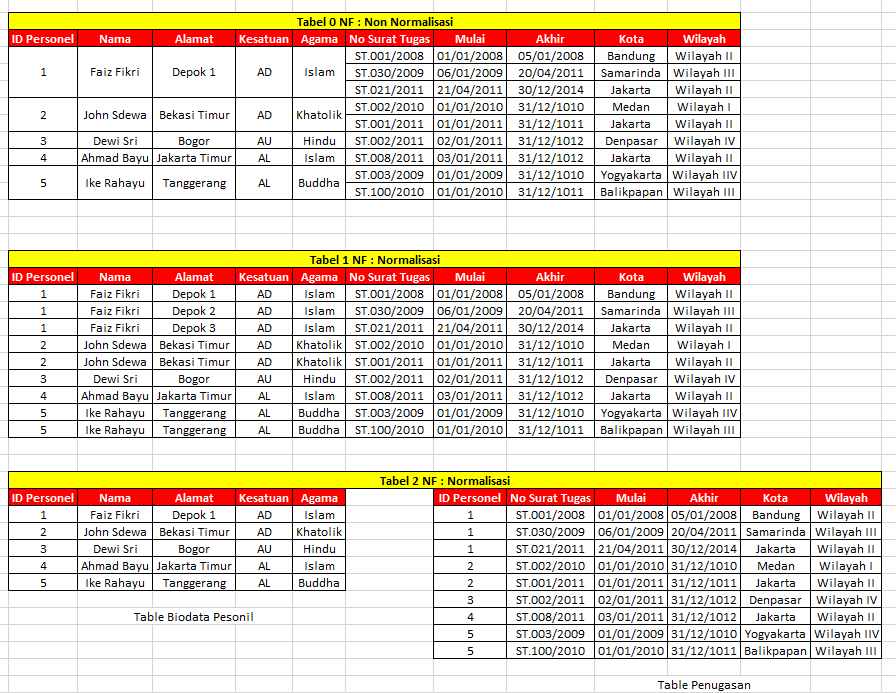 Tabel 0 NF : Non Normalisasi
ID Personel Nama Alamat Kesatuan Agama No Surat Tugas Mulai Akhir Kota Wilayah
ST.001/2008 01/01/2008 05/01/2008 Bandung Wilayah II
1 Faiz Fikri Depok 1 AD Islam ST.030/2009 06/01/2009 20/04/2011 Samarinda Wilayah III
ST.021/2011 21/04/2011 30/12/2014 Jakarta Wilayah II
2 John Sdewa Bekasi Timur AD Khatolik ST.002/2010 01/01/2010 31/12/1010 Medan Wilayah I
ST.001/2011 01/01/2011 31/12/1011 Jakarta Wilayah II
3 Dewi Sri Bogor AU Hindu ST.002/2011 02/01/2011 31/12/1012 Denpasar Wilayah IV
4 Ahmad Bayu Jakarta Timur AL Islam ST.008/2011 03/01/2011 31/12/1012 Jakarta Wilayah II
5 Ike Rahayu Tanggerang AL Buddha ST.003/2009 01/01/2009 31/12/1010 Yogyakarta Wilayah IIV
ST.100/2010 01/01/2010 31/12/1011 Balikpapan Wilayah III
Tabel 1 NF : Normalisasi
ID Personel Nama Alamat Kesatuan Agama No Surat Tugas Mulai Akhir Kota Wilayah
1 Faiz Fikri Depok 1 AD Islam ST.001/2008 01/01/2008 05/01/2008 Bandung Wilayah II
1 Faiz Fikri Depok 2 AD Islam ST.030/2009 06/01/2009 20/04/2011 Samarinda Wilayah III
1 Faiz Fikri Depok 3 AD Islam ST.021/2011 21/04/2011 30/12/2014 Jakarta Wilayah II
2 John Sdewa Bekasi Timur AD Khatolik ST.002/2010 01/01/2010 31/12/1010 Medan Wilayah I
2 John Sdewa Bekasi Timur AD Khatolik ST.001/2011 01/01/2011 31/12/1011 Jakarta Wilayah II
3 Dewi Sri Bogor AU Hindu ST.002/2011 02/01/2011 31/12/1012 Denpasar Wilayah IV
4 Ahmad Bayu Jakarta Timur AL Islam ST.008/2011 03/01/2011 31/12/1012 Jakarta Wilayah II
5 Ike Rahayu Tanggerang AL Buddha ST.003/2009 01/01/2009 31/12/1010 Yogyakarta Wilayah IIV
5 Ike Rahayu Tanggerang AL Buddha ST.100/2010 01/01/2010 31/12/1011 Balikpapan Wilayah III
Tabel 2 NF : Normalisasi
ID Personel Nama Alamat Kesatuan Agama
1 Faiz Fikri Depok 1 AD Islam
2 John Sdewa Bekasi Timur AD Khatolik
3 Dewi Sri Bogor AU Hindu
4 Ahmad Bayu Jakarta Timur AL Islam
5 Ike Rahayu Tanggerang AL Buddha
Table Biodata Pesonil
ID Personel No Surat Tugas Mulai Akhir Kota Wilayah
1 ST.001/2008 01/01/2008 05/01/2008 Bandung Wilayah II
1 ST.030/2009 06/01/2009 20/04/2011 Samarinda Wilayah III
1 ST.021/2011 21/04/2011 30/12/2014 Jakarta Wilayah II
2 ST.002/2010 01/01/2010 31/12/1010 Medan Wilayah I
2 ST.001/2011 01/01/2011 31/12/1011 Jakarta Wilayah II
3 ST.002/2011 02/01/2011 31/12/1012 Denpasar Wilayah IV
4 ST.008/2011 03/01/2011 31/12/1012 Jakarta Wilayah II
5 ST.003/2009 01/01/2009 31/12/1010 Yogyakarta Wilayah IIV
5 ST.100/2010 01/01/2010 31/12/1011 Balikpapan Wilayah III
Table Penugasan